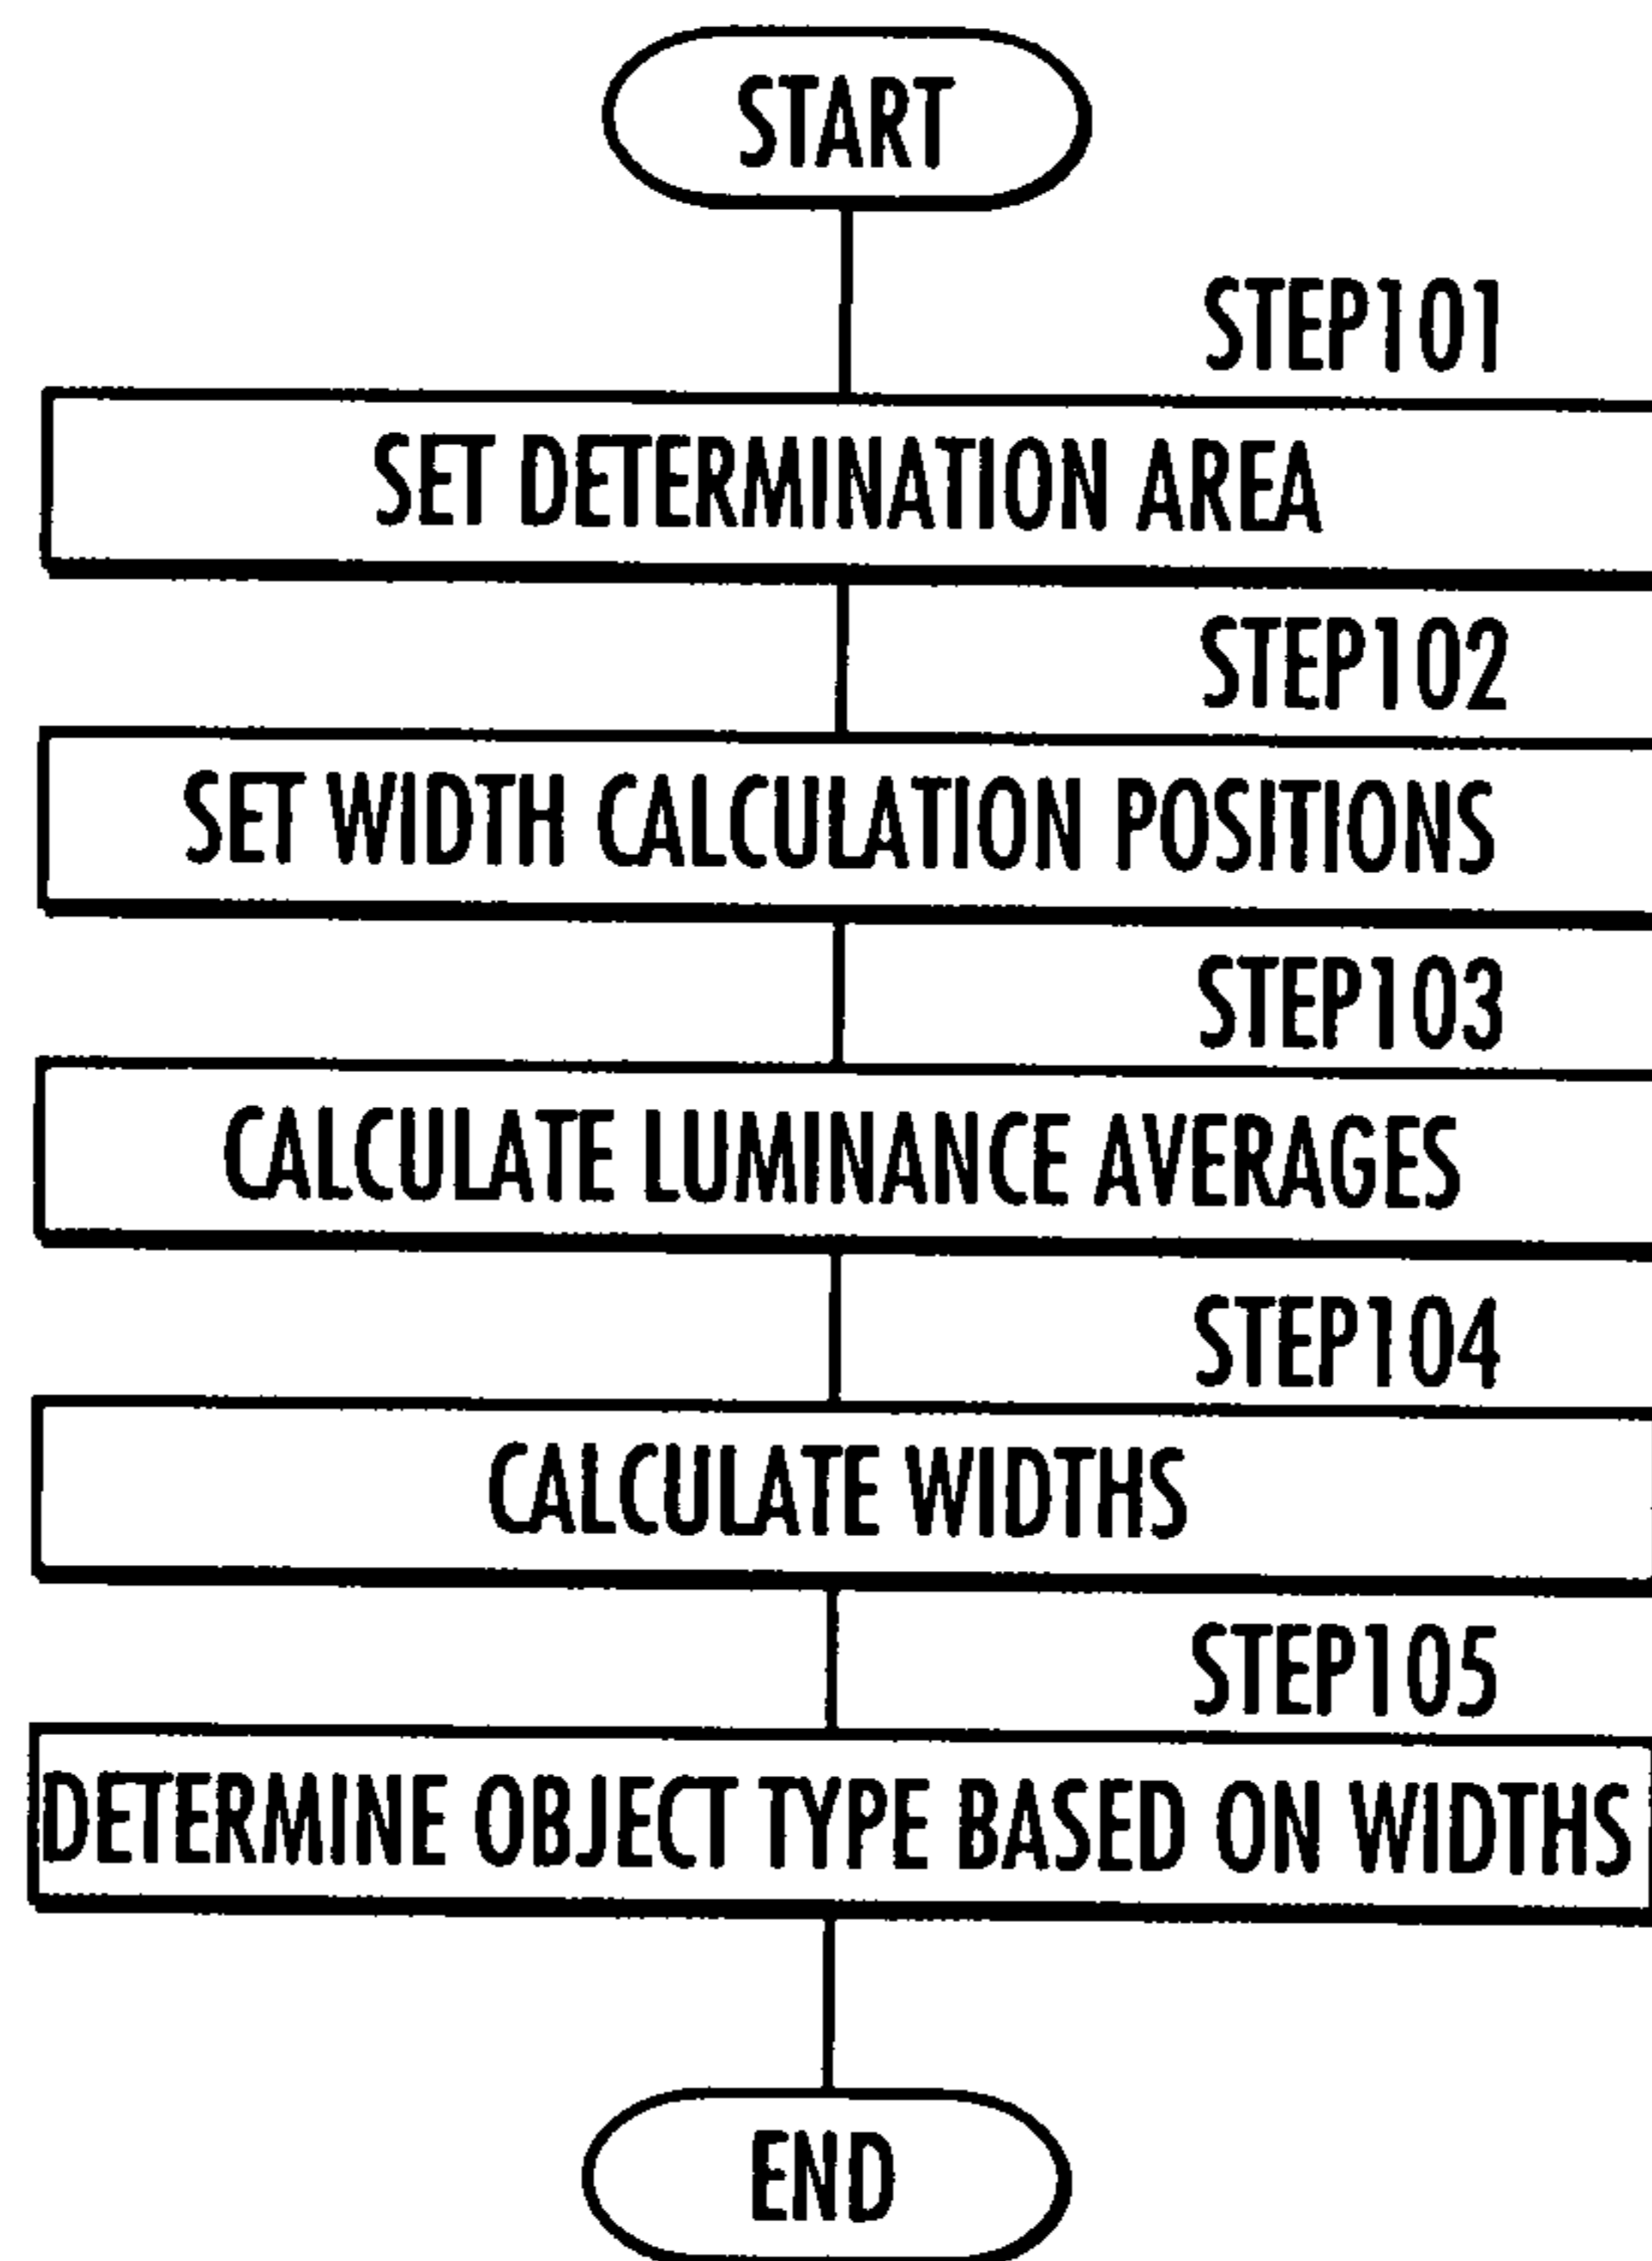 START
STEP101
SET DETERMINATION AREA
STEP102
SET WIDTH CALCULATION POSITIONS
STEP103
CALCULATE LUMINANCE AVERAGES
STEP104
CALCULATE WIDTHS
STEP105
DETERMINE OBJECT TYPE BASED ON WIDTHS
END